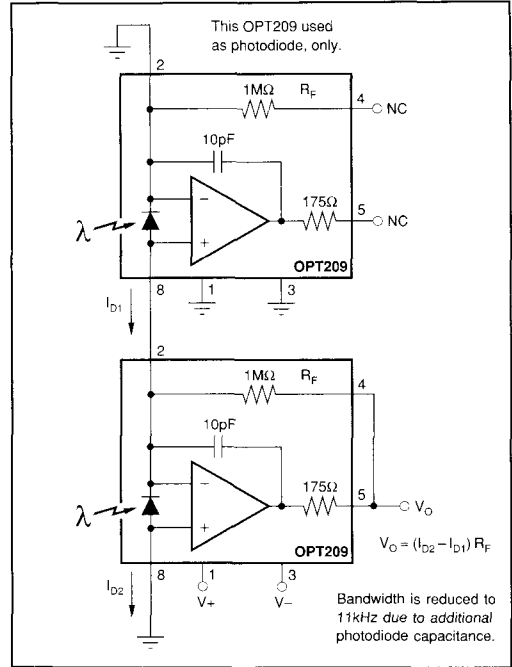 This OPT209 used
as photodiode, only.
2
1MΩ R_F
4
NC
10pF
175Ω
5
NC
λ
−
+
OPT209
8
1
3
I_D1
2
1MΩ R_F
4
10pF
175Ω
5
V_O
λ
−
+
V_O = (I_D2 – I_D1) R_F
OPT209
8
1
3
I_D2
V+
V–
Bandwidth is reduced to
11kHz due to additional
photodiode capacitance.